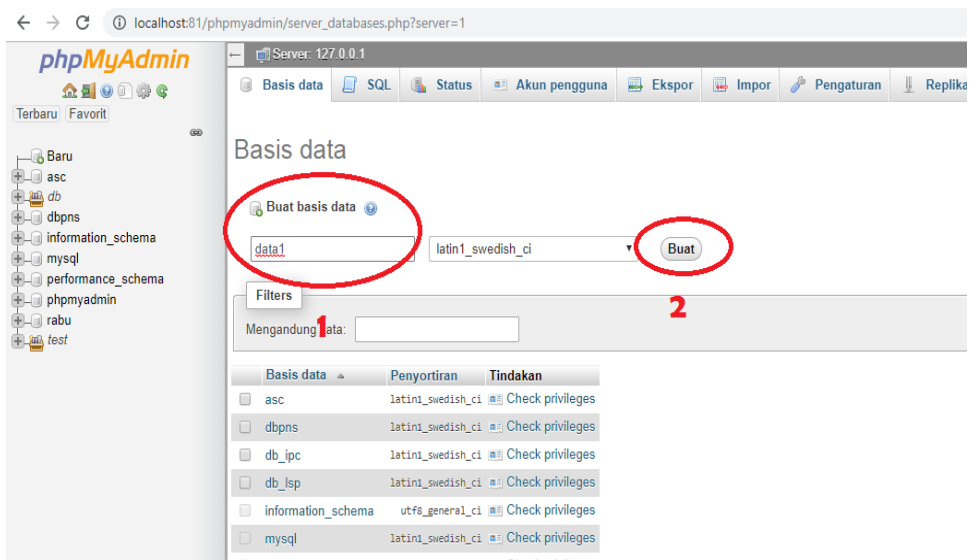 localhost:81/phpmyadmin/server_databases.php?server=1
phpMyAdmin
Terbaru Favorit
Baru
asc
db
dbpns
information_schema
mysql
performance_schema
phpmyadmin
rabu
test
Server: 127.0.0.1
Basis data SQL Status Akun pengguna Ekspor Impor Pengaturan Replika
Basis data
Buat basis data
data1 latin1_swedish_ci Buat
Filters
1 2
Mengandung kata:
Basis data Penyortiran Tindakan
asc latin1_swedish_ci Check privileges
dbpns latin1_swedish_ci Check privileges
db_ipc latin1_swedish_ci Check privileges
db_lsp latin1_swedish_ci Check privileges
information_schema utf8_general_ci Check privileges
mysql latin1_swedish_ci Check privileges